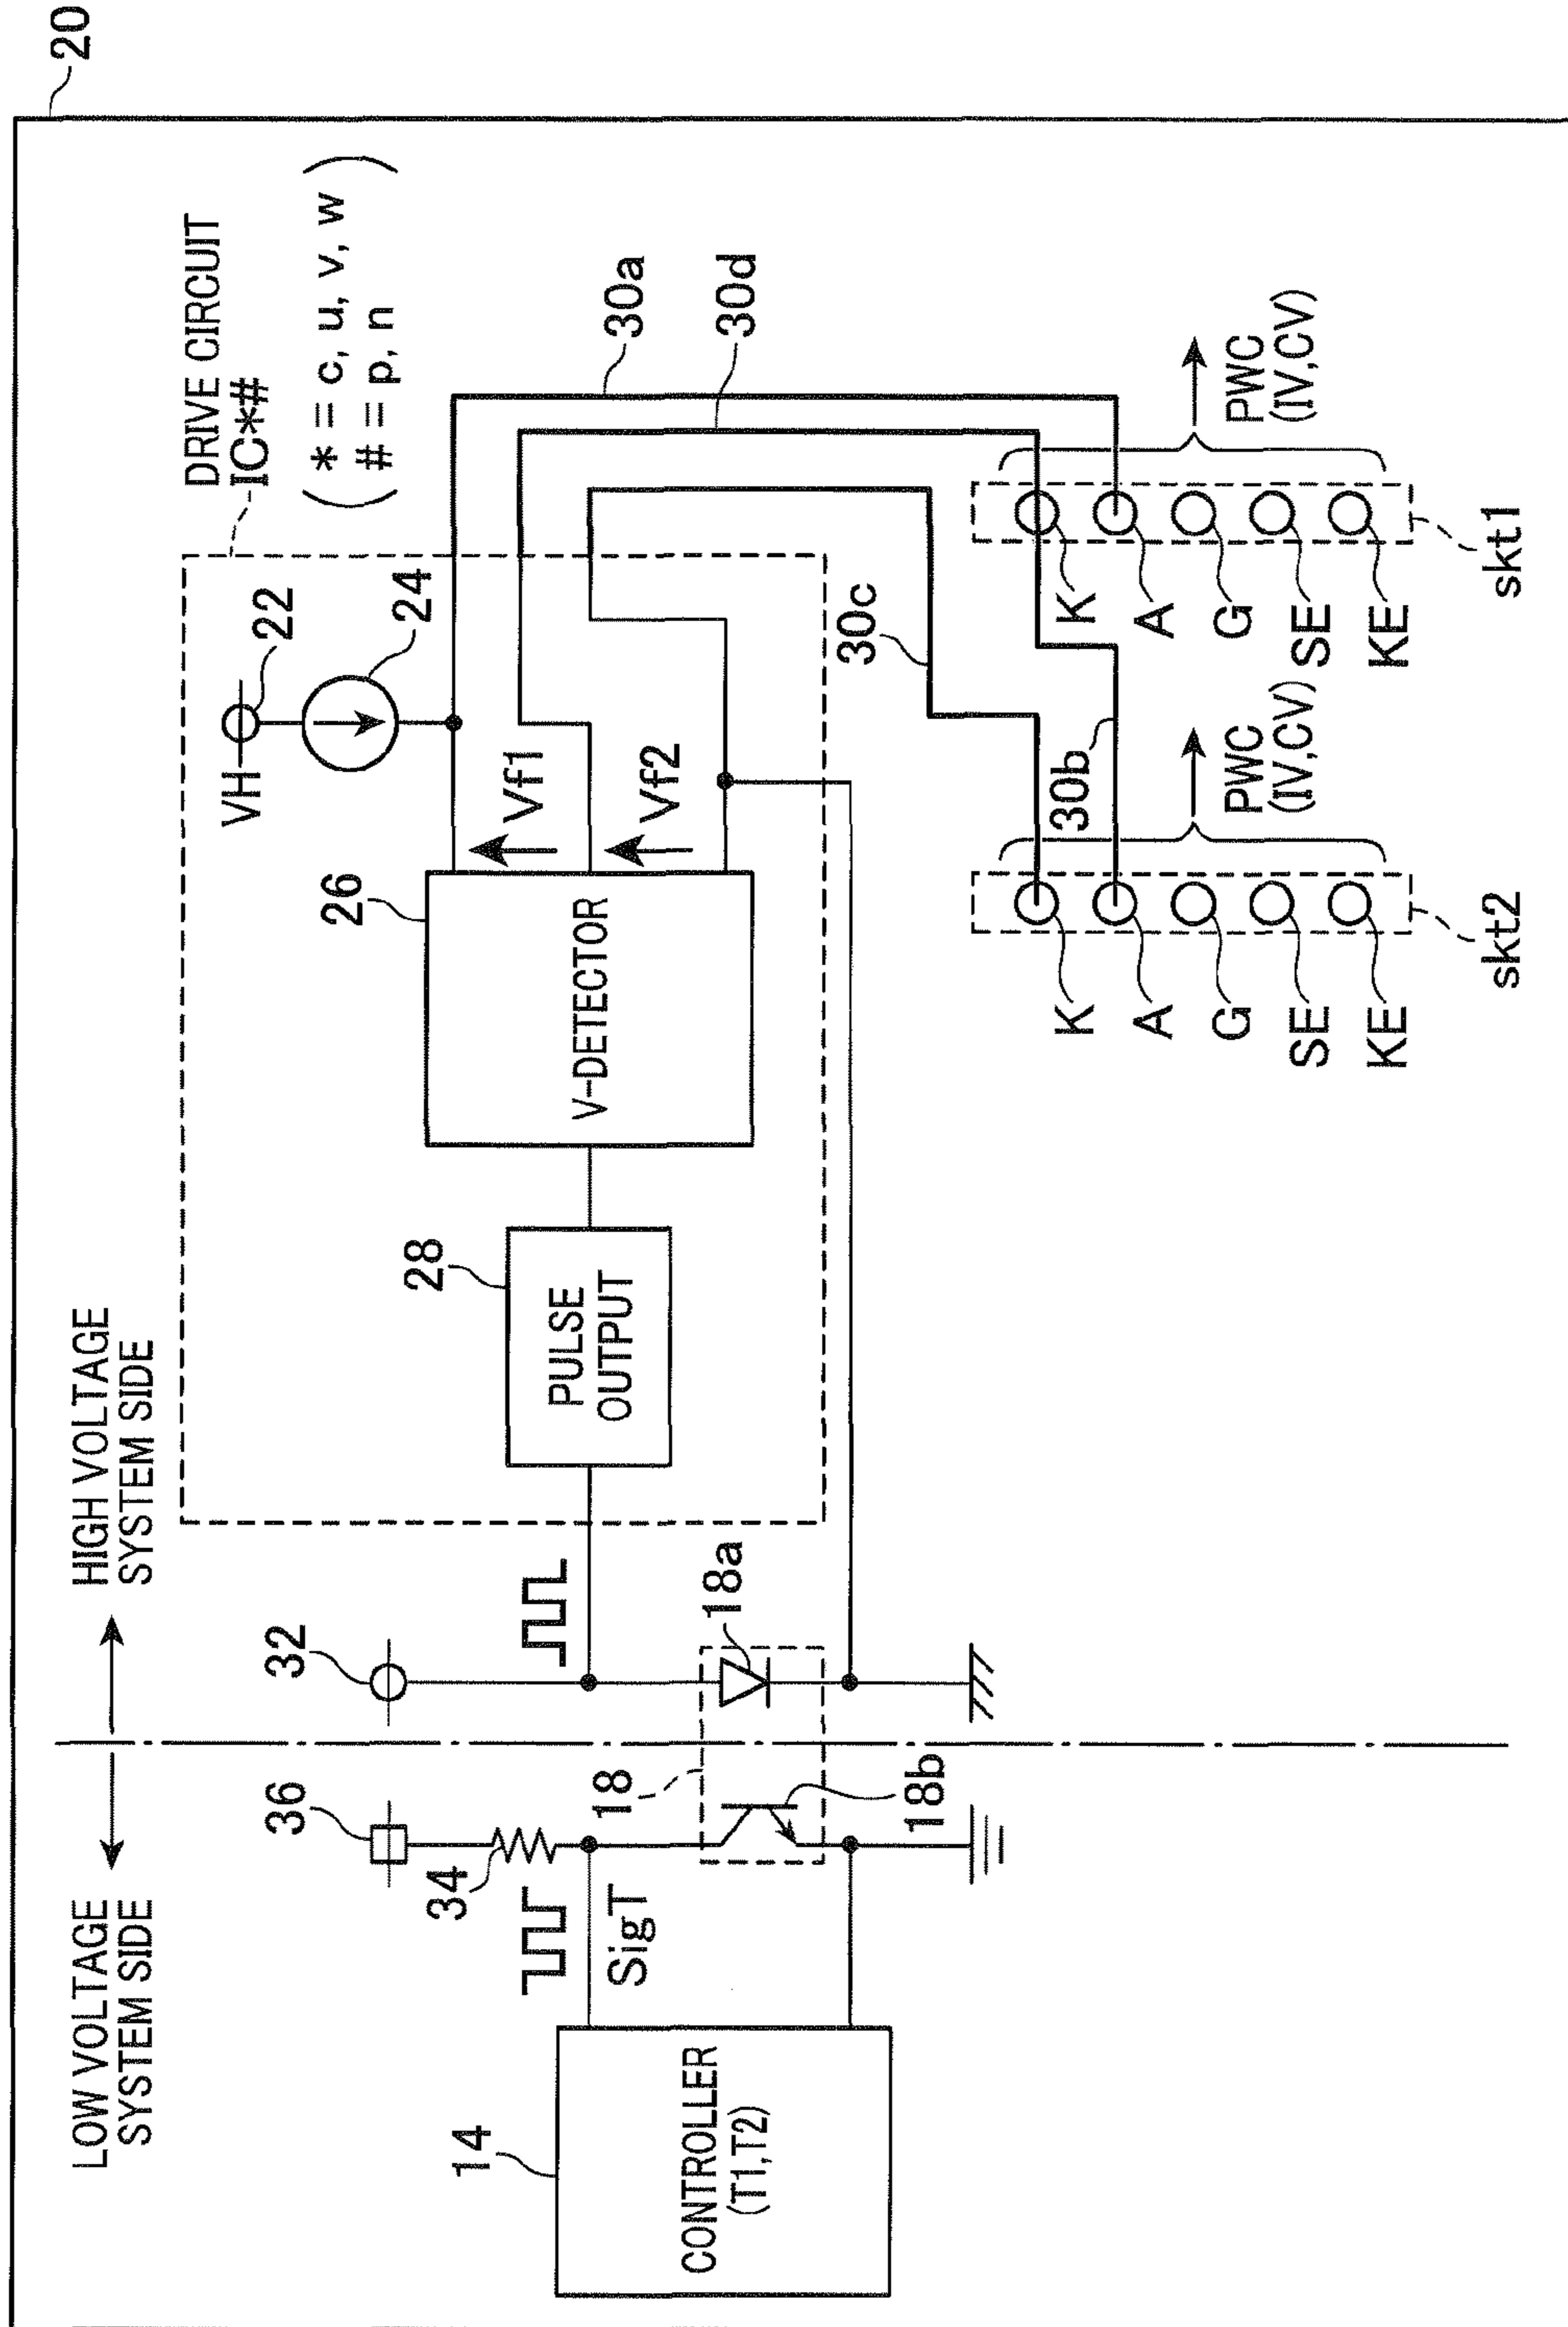 20
LOW VOLTAGE
SYSTEM SIDE
HIGH VOLTAGE
SYSTEM SIDE
DRIVE CIRCUIT
IC*#
( * = c, u, v, w
# = p, n )
VH
22
24
36
32
34
SigT
14
CONTROLLER
(T1,T2)
18
18a
18b
28
PULSE
OUTPUT
26
V-DETECTOR
Vf1
Vf2
30a
30d
30c
30b
K
A
G
SE
KE
skt2
PWC
(IV,CV)
K
A
G
SE
KE
skt1
PWC
(IV,CV)